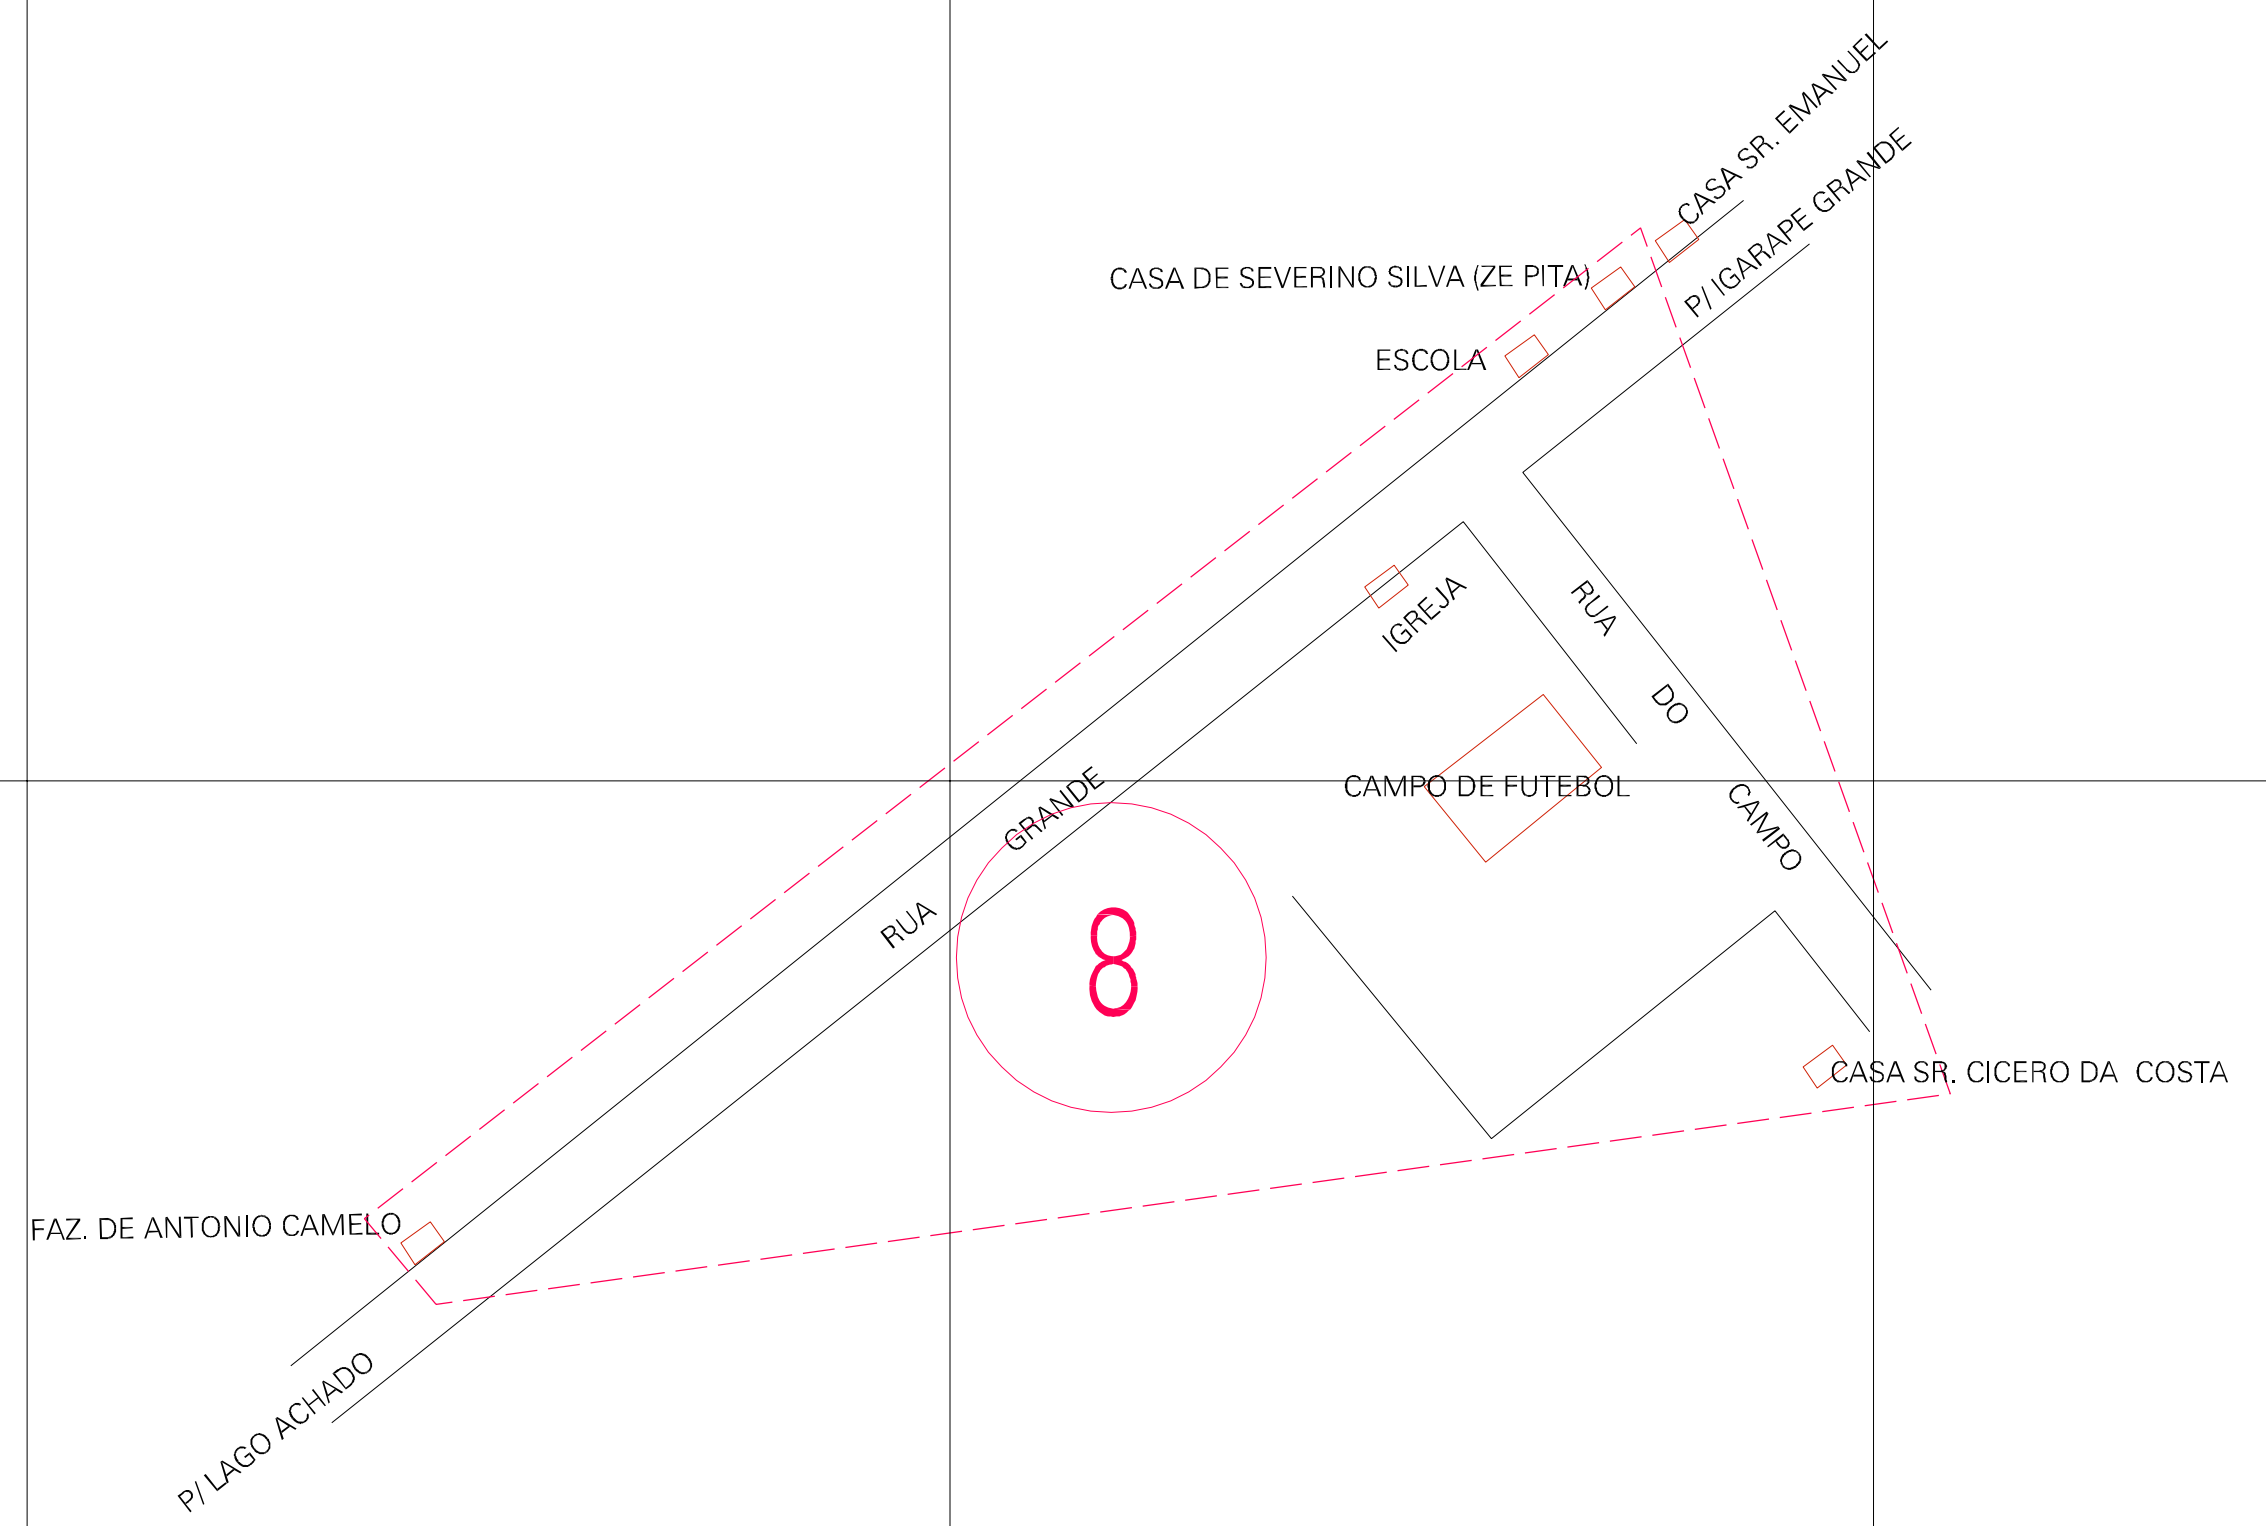 CASA SR. EMANUEL
P/ IGARAPE GRANDE
CASA DE SEVERINO SILVA (ZE PITA)
ESCOLA
IGREJA
RUA DO CAMPO
CAMPO DE FUTEBOL
RUA GRANDE
8
CASA SR. CICERO DA COSTA
FAZ. DE ANTONIO CAMELO
P/ LAGO ACHADO